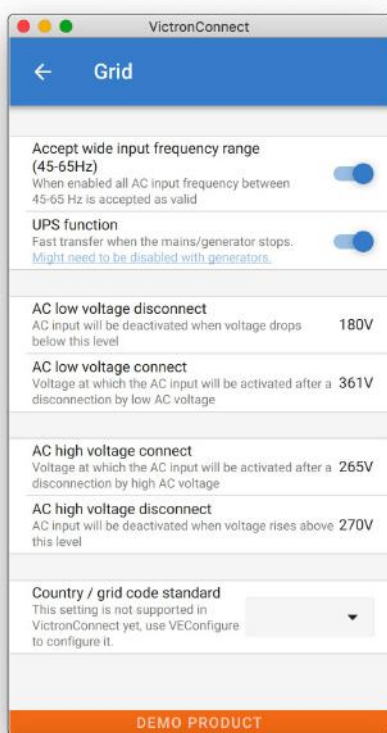 VictronConnect
Grid
Accept wide input frequency range
(45-65Hz)
When enabled all AC input frequency between
45-65 Hz is accepted as valid
UPS function
Fast transfer when the mains/generator stops.
Might need to be disabled with generators.
AC low voltage disconnect
AC input will be deactivated when voltage drops
below this level
180V
AC low voltage connect
Voltage at which the AC input will be activated after a
disconnection by low AC voltage
361V
AC high voltage connect
Voltage at which the AC input will be activated after a
disconnection by high AC voltage
265V
AC high voltage disconnect
AC input will be deactivated when voltage rises above
this level
270V
Country / grid code standard
This setting is not supported in
VictronConnect yet, use VEConfigure
to configure it.
DEMO PRODUCT